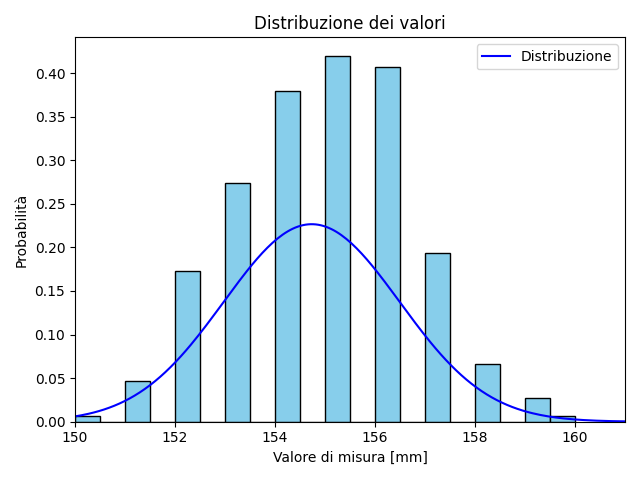 Distribuzione dei valori
Distribuzione
Probabilità
0.40
0.35
0.30
0.25
0.20
0.15
0.10
0.05
0.00
150 152 154 156 158 160
Valore di misura [mm]